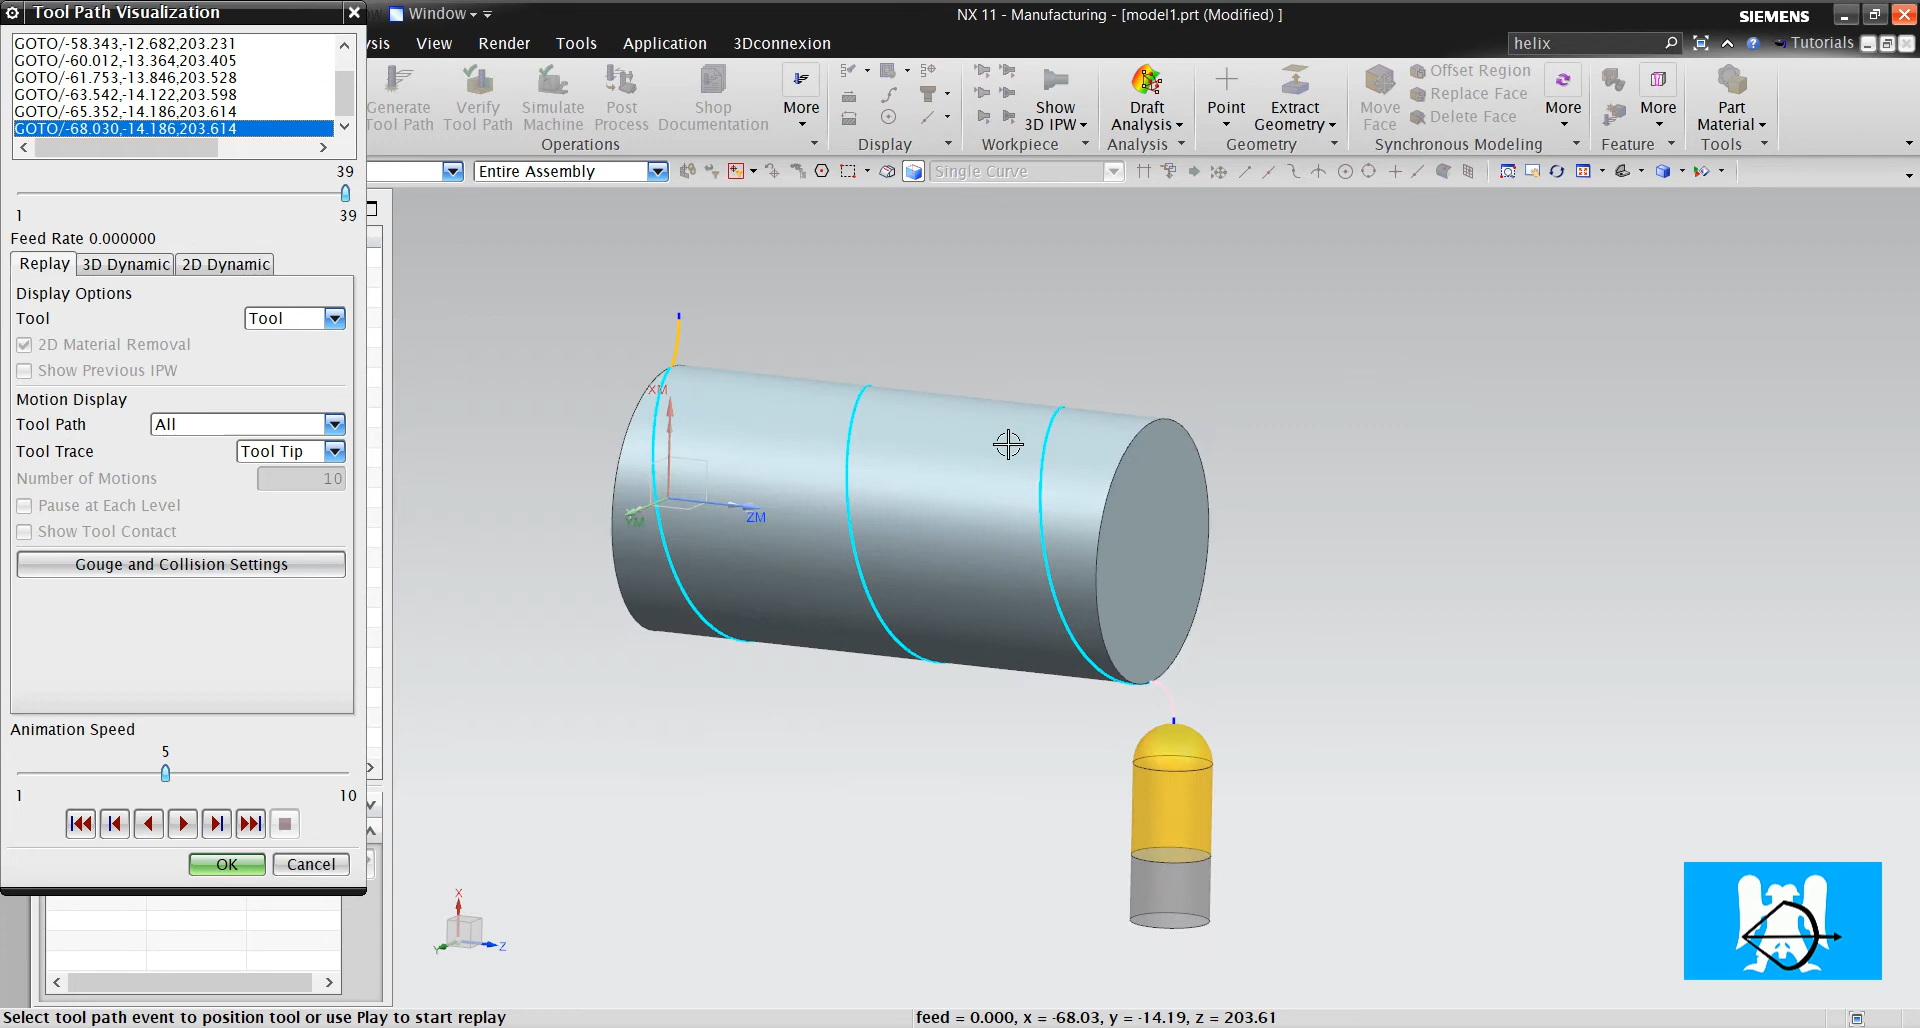 Tool Path Visualization
Window
NX 11 - Manufacturing - [model1.prt (Modified) ]
SIEMENS
GOTO/-58.343,-12.682,203.231
GOTO/-60.012,-13.364,203.405
GOTO/-61.753,-13.846,203.528
GOTO/-63.542,-14.122,203.598
GOTO/-65.352,-14.186,203.614
GOTO/-68.030,-14.186,203.614
View
Render
Tools
Application
3Dconnexion
helix
Tutorials
Generate
Tool Path
Verify
Tool Path
Simulate
Machine
Post
Process
Shop
Documentation
More
Operations
Display
Show
3D IPW
Workpiece
Draft
Analysis
Analysis
Point
Extract
Geometry
Geometry
Move
Face
Offset Region
Replace Face
Delete Face
More
Synchronous Modeling
More
Feature
Part
Material
Tools
Entire Assembly
Single Curve
39
1
39
Feed Rate 0.000000
Replay
3D Dynamic
2D Dynamic
Display Options
Tool
Tool
2D Material Removal
Show Previous IPW
Motion Display
Tool Path
All
Tool Trace
Tool Tip
Number of Motions
10
Pause at Each Level
Show Tool Contact
Gouge and Collision Settings
Animation Speed
5
1
10
OK
Cancel
XM
YM
ZM
X
Y
Z
Select tool path event to position tool or use Play to start replay
feed = 0.000, x = -68.03, y = -14.19, z = 203.61